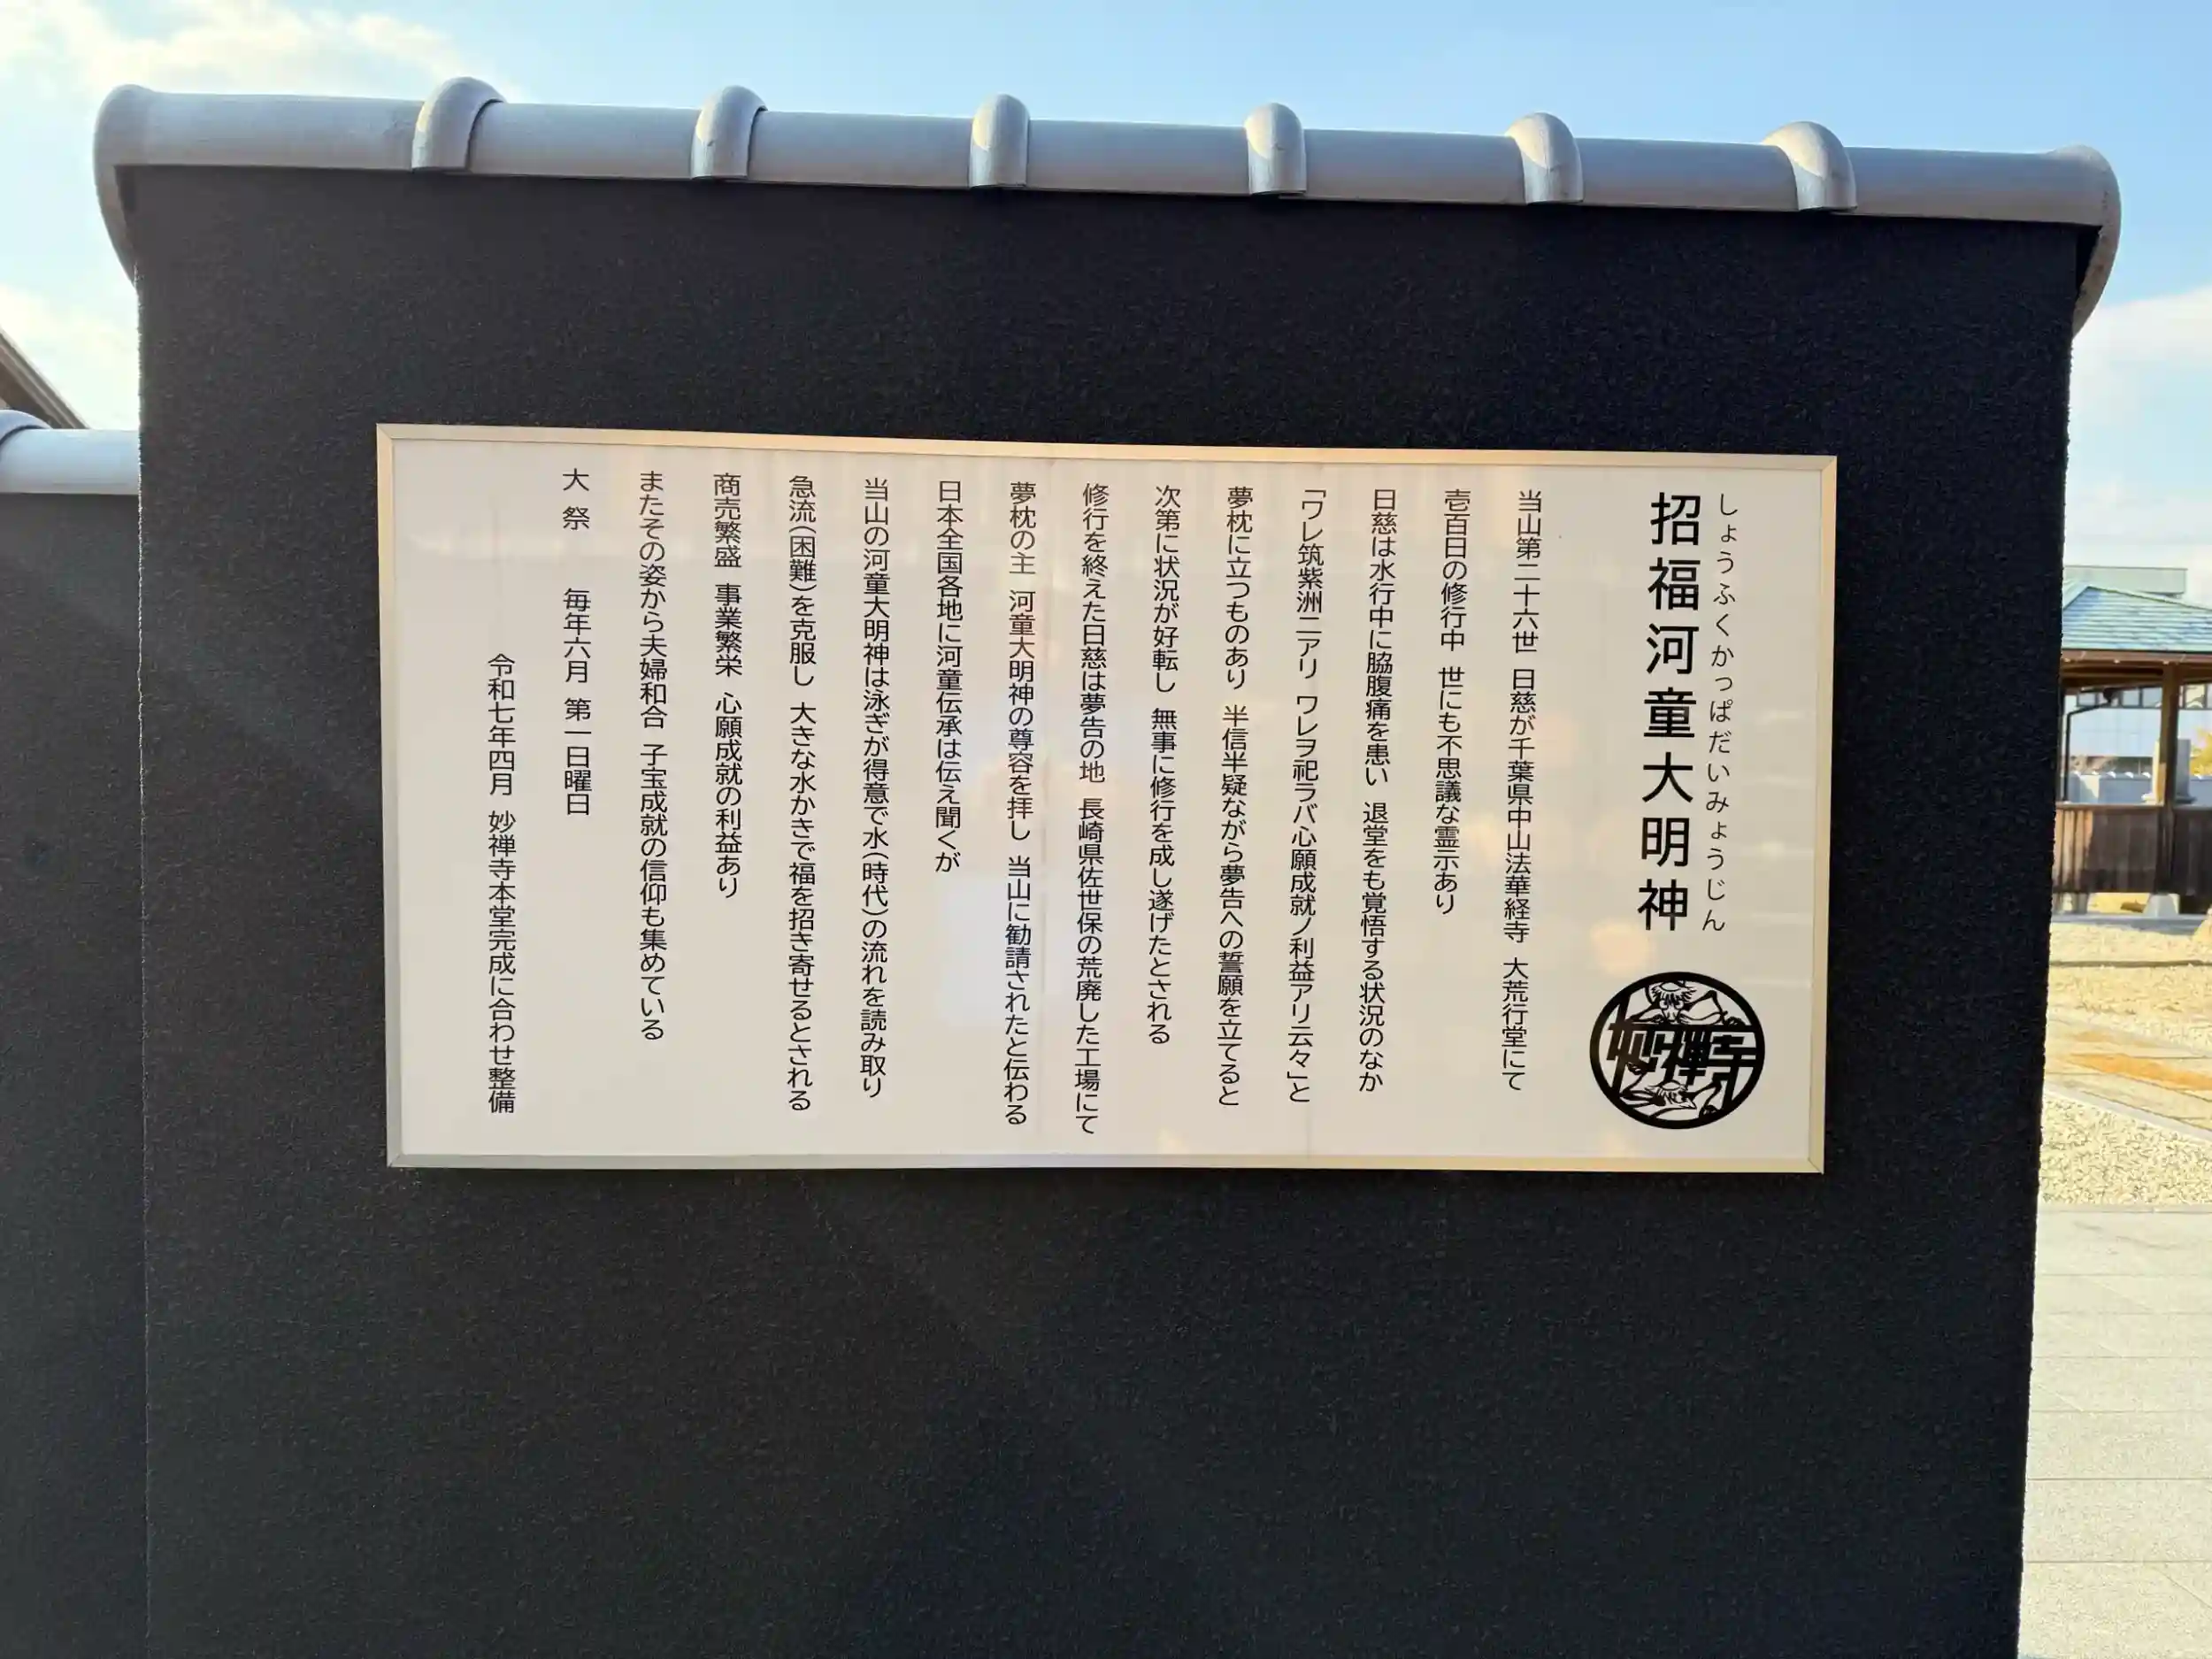 しょうふくかっぱだいみょうじん
招福河童大明神
妙禅寺
当山第二十六世 日慈が千葉県中山法華経寺 大荒行堂にて
壱百日の修行中 世にも不思議な霊示あり
日慈は水行中に脇腹痛を患い 退堂をも覚悟する状況のなか
「ワレ筑紫洲ニアリ ワレヲ祀ラバ心願成就ノ利益アリ云々」と
夢枕に立つものあり 半信半疑ながら夢告への誓願を立てると
次第に状況が好転し 無事に修行を成し遂げたとされる
修行を終えた日慈は夢告の地 長崎県佐世保の荒廃した工場にて
夢枕の主 河童大明神の尊容を拝し 当山に勧請されたと伝わる
日本全国各地に河童伝承は伝え聞くが
当山の河童大明神は泳ぎが得意で水(時代)の流れを読み取り
急流(困難)を克服し 大きな水かきで福を招き寄せるとされる
商売繁盛 事業繁栄 心願成就の利益あり
またその姿から夫婦和合 子宝成就の信仰も集めている
大祭 毎年六月 第一日曜日
令和七年四月 妙禅寺本堂完成に合わせ整備